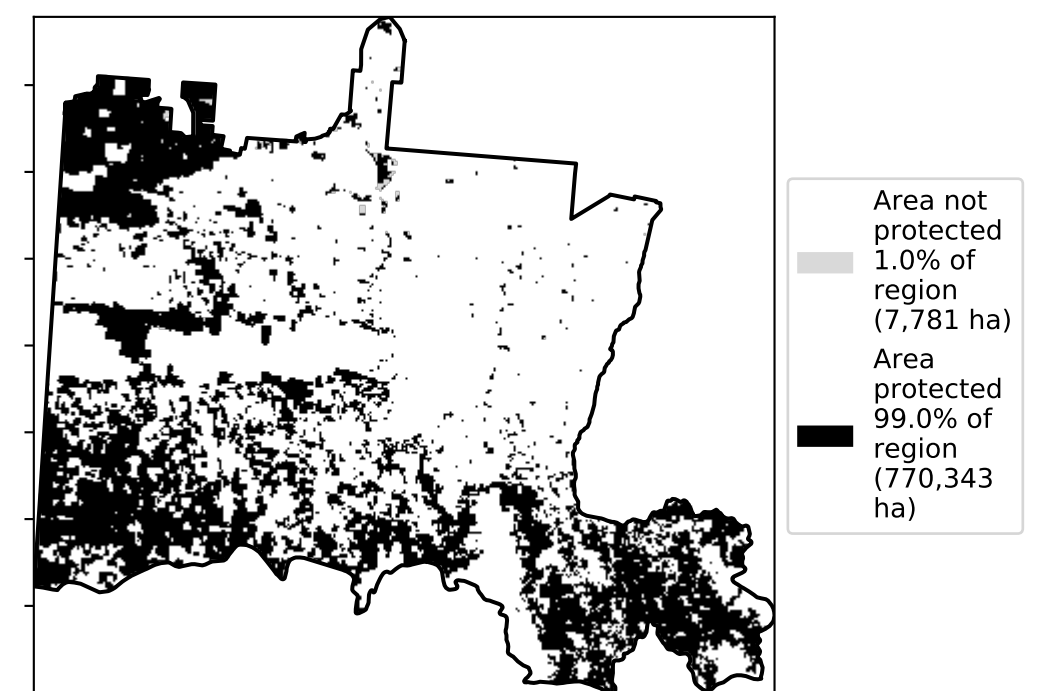 Area not
protected
1.0% of
region
(7,781 ha)
Area
protected
99.0% of
region
(770,343
ha)